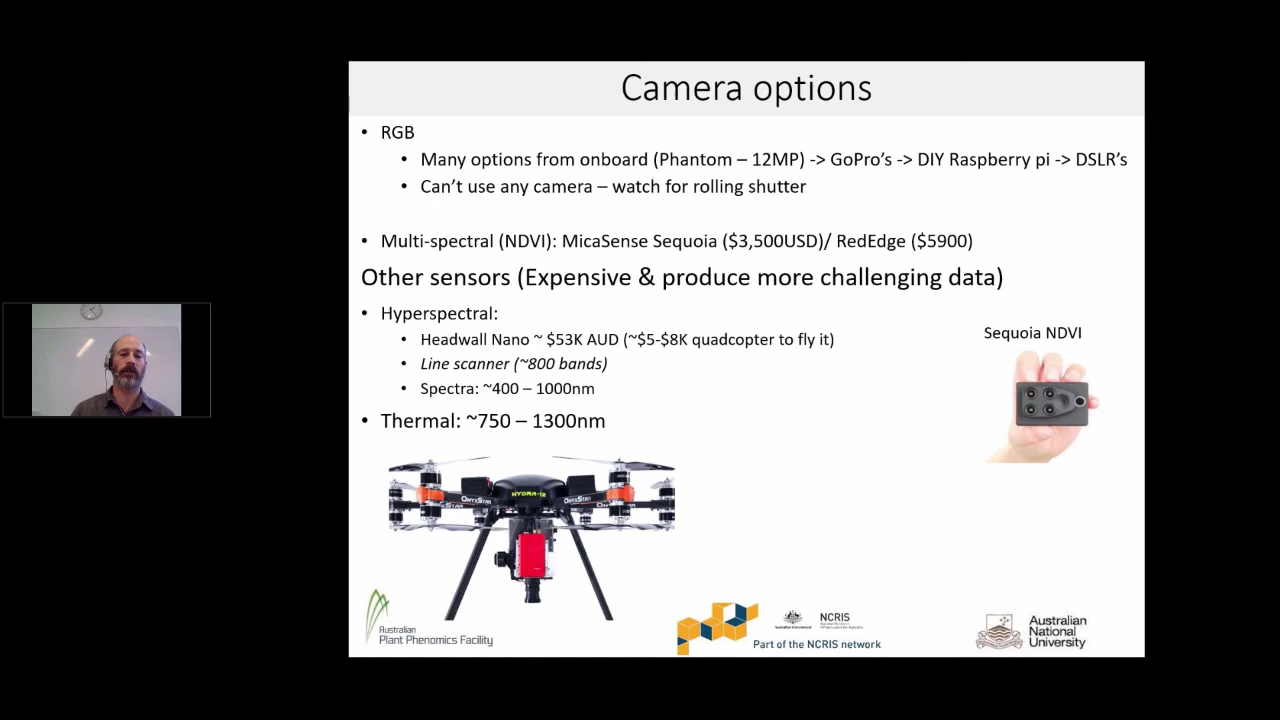 Camera options
• RGB
• Many options from onboard (Phantom – 12MP) -> GoPro's -> DIY Raspberry pi -> DSLR's
• Can't use any camera – watch for rolling shutter
• Multi-spectral (NDVI): MicaSense Sequoia ($3,500USD)/ RedEdge ($5900)
Other sensors (Expensive & produce more challenging data)
• Hyperspectral:
• Headwall Nano ~ $53K AUD (~$5-$8K quadcopter to fly it)
• Line scanner (~800 bands)
• Spectra: ~400 – 1000nm
• Thermal: ~750 – 1300nm
Sequoia NDVI
HYDRA-12
ONYXSTAR
ONYXSTAR
Australian
Plant Phenomics Facility
NCRIS
Part of the NCRIS network
Australian
National
University